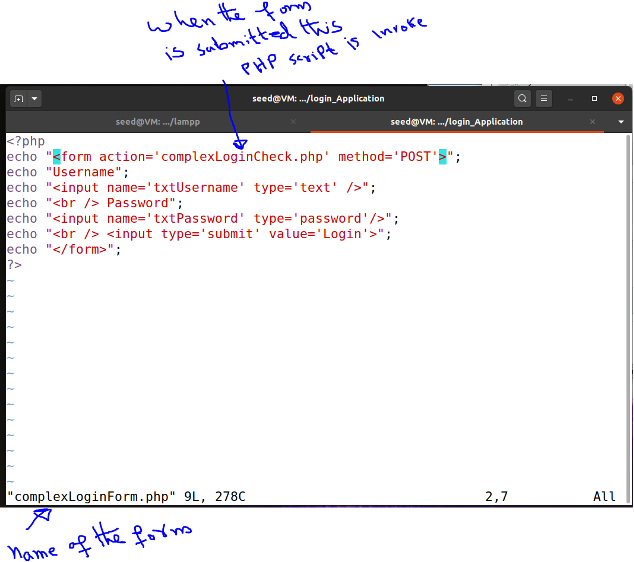 when the form
is submitted this
PHP script is invoke
seed@VM: .../login_Application
seed@VM: .../lampp
seed@VM: .../login_Application
<?php
echo "<form action='complexLoginCheck.php' method='POST'>";
echo "Username";
echo "<input name='txtUsername' type='text' />";
echo "<br /> Password";
echo "<input name='txtPassword' type='password'/>";
echo "<br /> <input type='submit' value='Login'>";
echo "</form>";
?>
~
~
~
~
~
~
~
~
~
~
~
~
~
~
"complexLoginForm.php" 9L, 278C 2,7 All
name of the forms